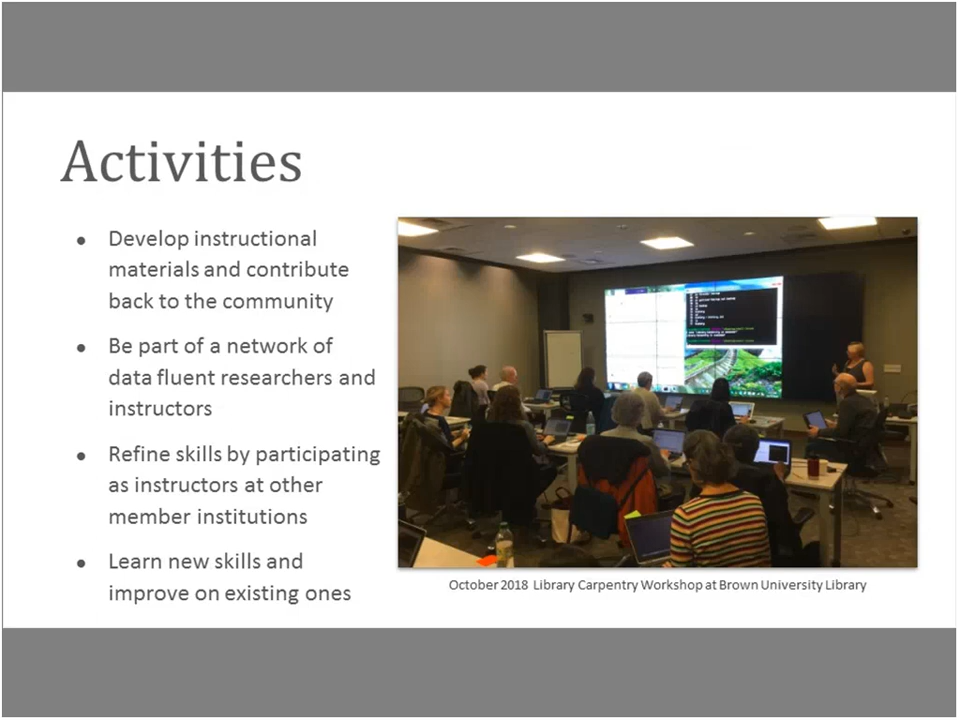 Activities
● Develop instructional
materials and contribute
back to the community
● Be part of a network of
data fluent researchers and
instructors
● Refine skills by participating
as instructors at other
member institutions
● Learn new skills and
improve on existing ones
October 2018 Library Carpentry Workshop at Brown University Library